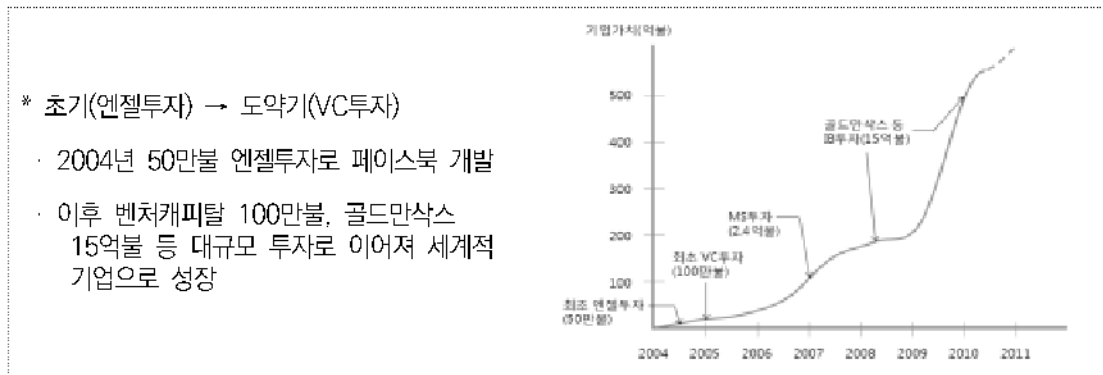 * 초기(엔젤투자) → 도약기(VC투자)
· 2004년 50만불 엔젤투자로 페이스북 개발
· 이후 벤처캐피탈 100만불, 골드만삭스
15억불 등 대규모 투자로 이어져 세계적
기업으로 성장
기업가치(억불)
500
400
300
200
100
골드만삭스 등
IB투자(15억불)
MS투자
(2.4억불)
최초 VC투자
(100만불)
최초 엔젤투자
(50만불)
2004 2005 2006 2007 2008 2009 2010 2011